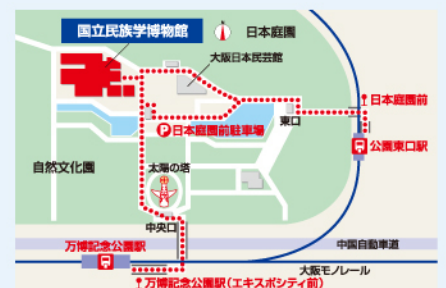 国立民族学博物館
日本庭園
大阪日本民芸館
日本庭園前
東口
P日本庭園前駐車場
公園東口駅
自然文化園
太陽の塔
中央口
万博記念公園駅
中国自動車道
大阪モノレール
万博記念公園駅(エキスポシティ前)